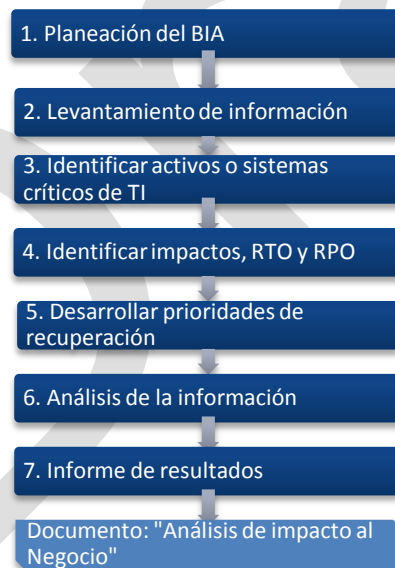 1. Planeación del BIA
2. Levantamiento de información
3. Identificar activos o sistemas
críticos de TI
4. Identificar impactos, RTO y RPO
5. Desarrollar prioridades de
recuperación
6. Análisis de la información
7. Informe de resultados
Documento: "Análisis de impacto al
Negocio"